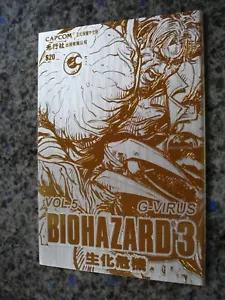 CAPCOM
$20
VOL.5 G-VIRUS
BIOHAZARD 3
生化危機